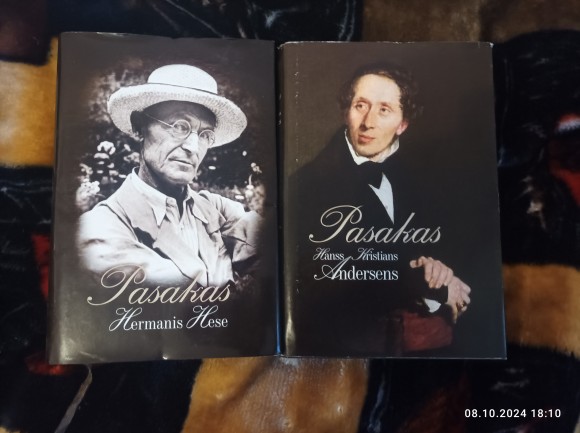 Pasakas
Hermanis Hese
Pasakas
Hanss Kristians
Andersens
08.10.2024 18:10